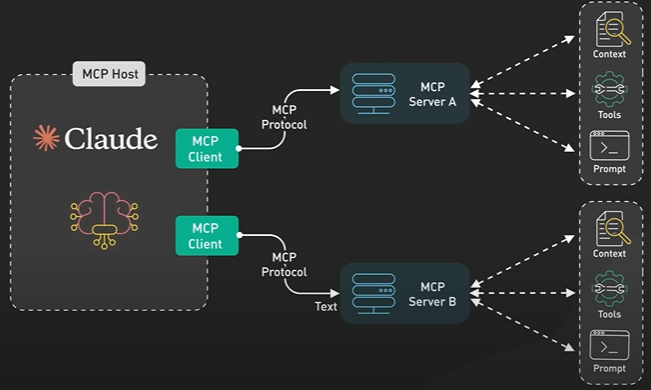 MCP Host
Claude
MCP
Client
MCP
Protocol
MCP
Server A
Context
Tools
Prompt
MCP
Client
MCP
Protocol
Text
MCP
Server B
Context
Tools
Prompt